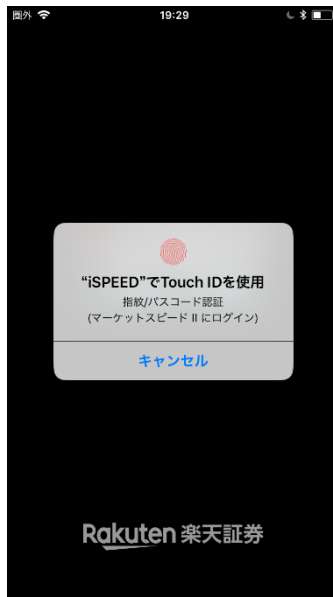 圏外 19:29
“iSPEED”でTouch IDを使用
指紋/パスコード認証
(マーケットスピード II にログイン)
キャンセル
Rakuten 楽天証券